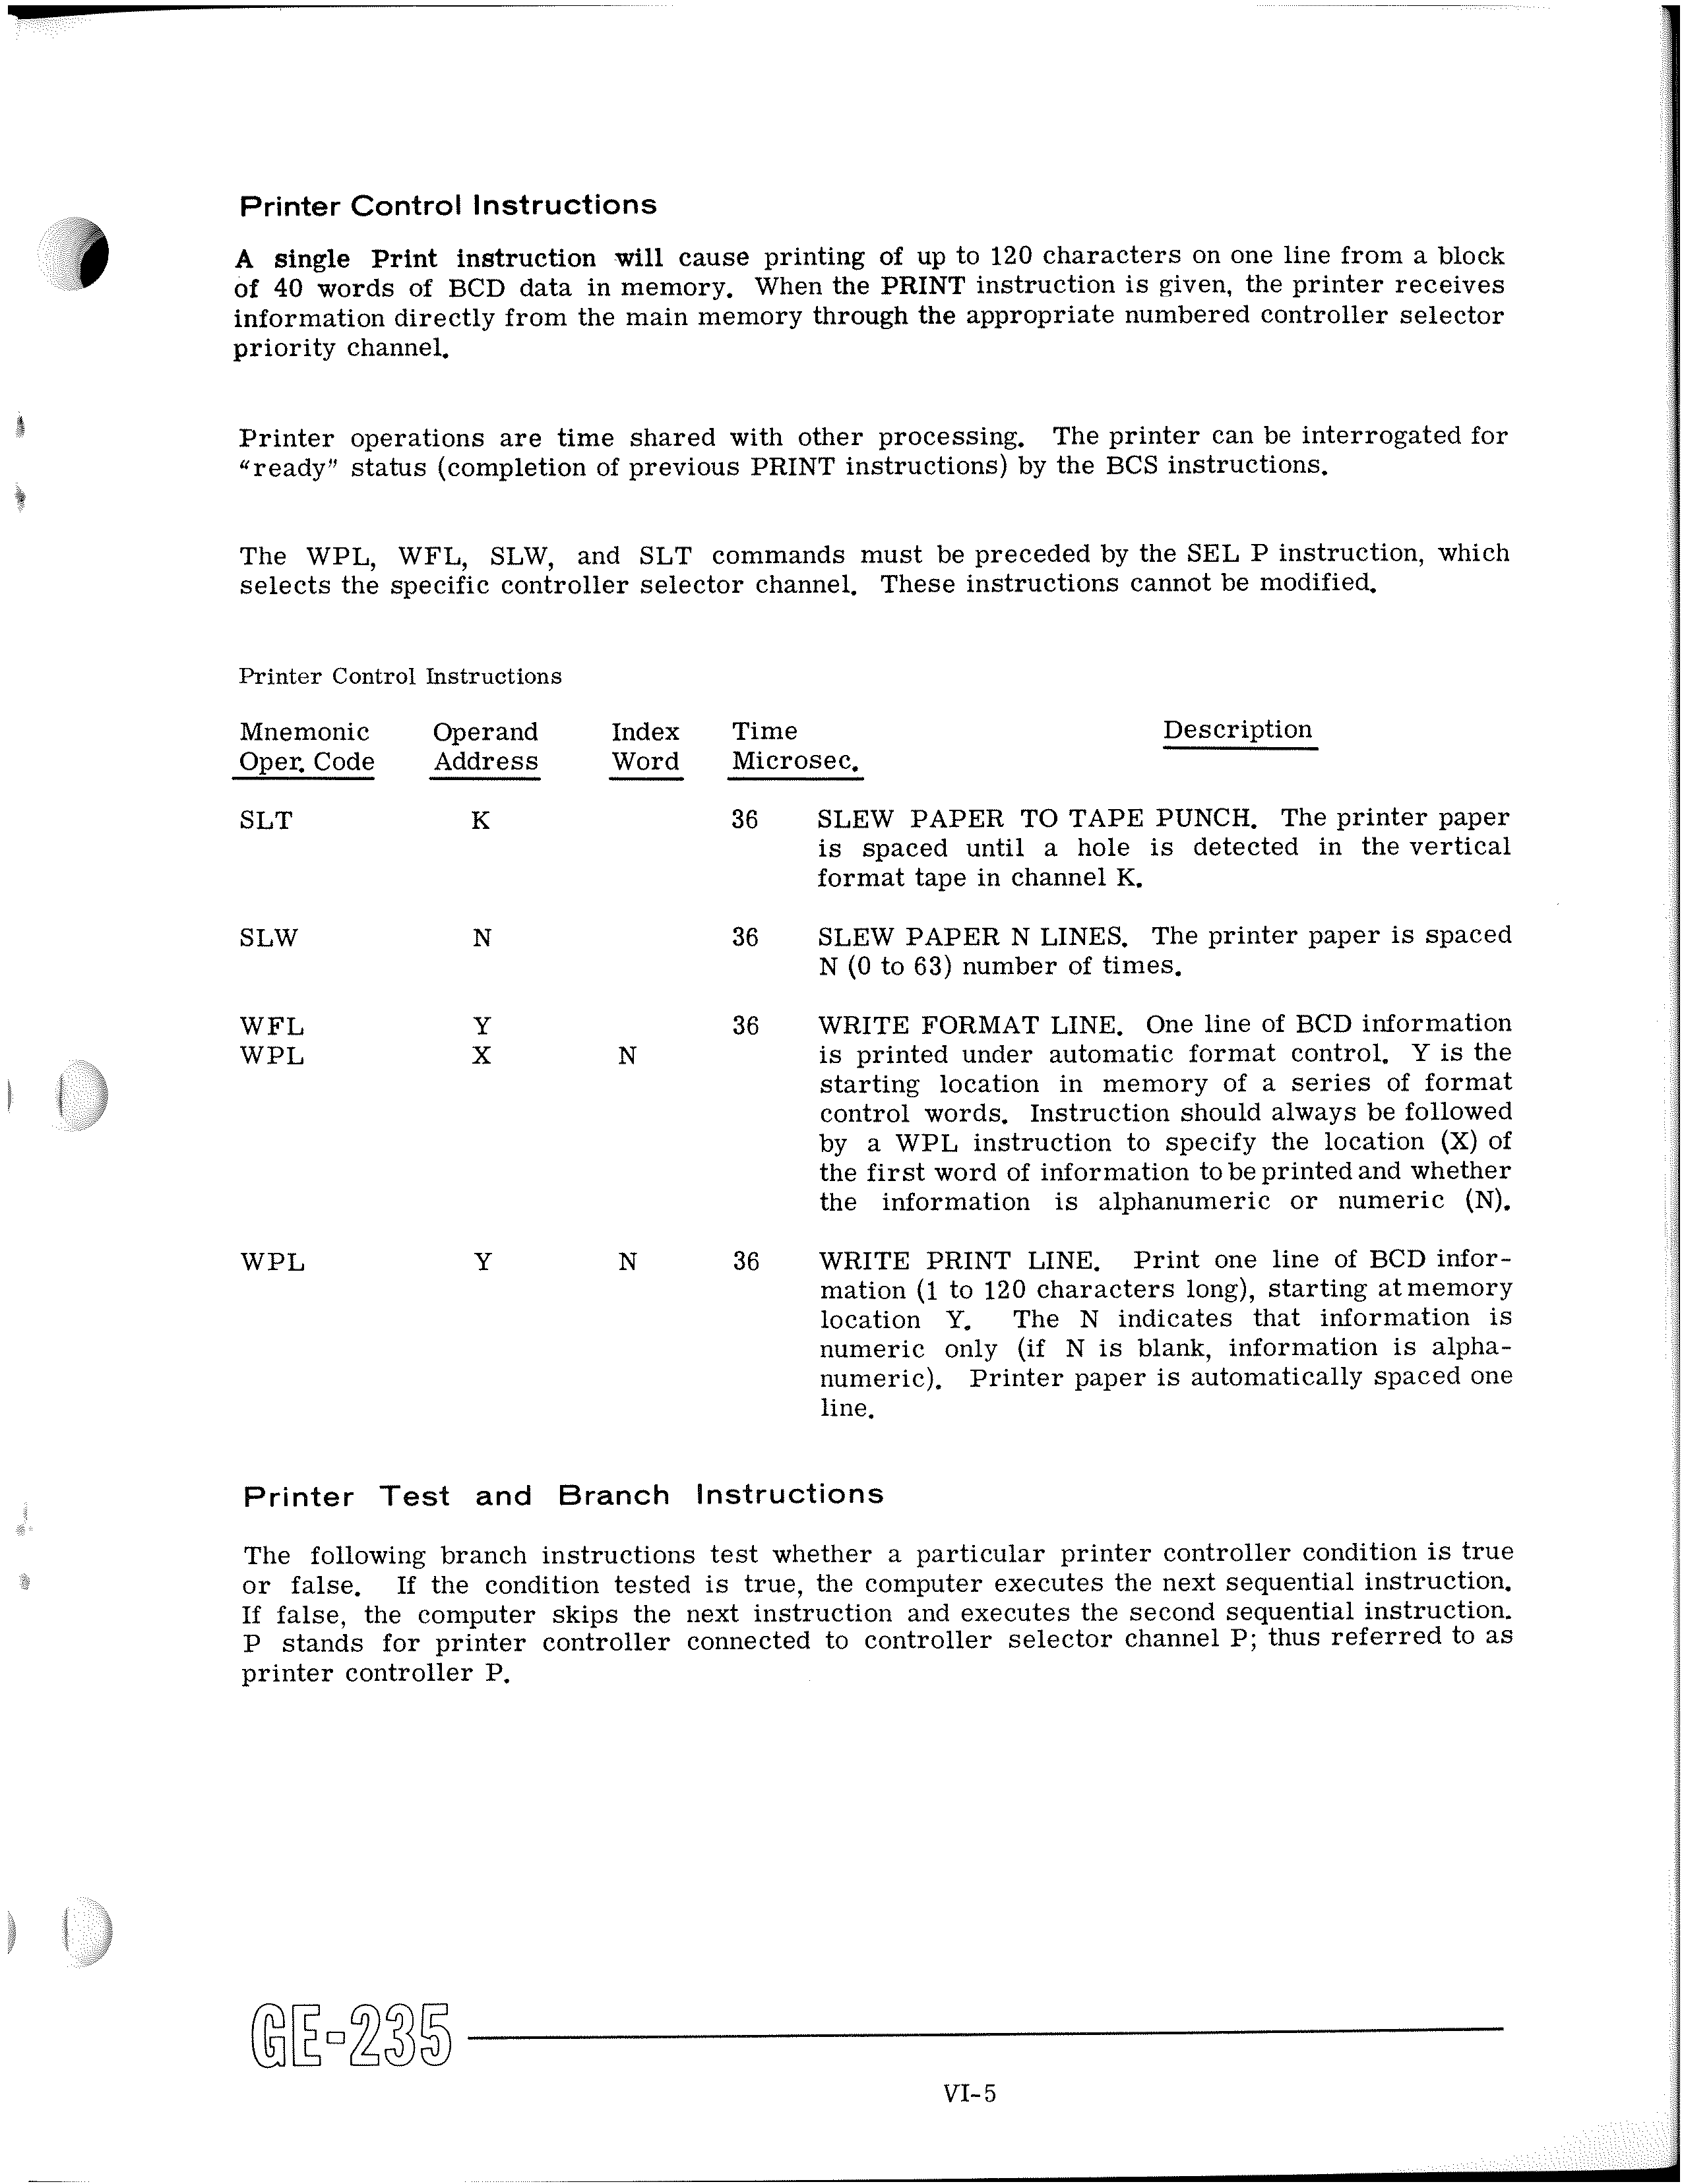 Printer Control Instructions
A single Print instruction will cause printing of up to 120 characters on one line from a block
of 40 words of BCD data in memory. When the PRINT instruction is given, the printer receives
information directly from the main memory through the appropriate numbered controller selector
priority channel.
Printer operations are time shared with other processing. The printer can be interrogated for
“ready” status (completion of previous PRINT instructions) by the BCS instructions.
The WPL, WFL, SLW, and SLT commands must be preceded by the SEL P instruction, which
selects the specific controller selector channel. These instructions cannot be modified.
Printer Control Instructions
Mnemonic Operand Index Time Description
Oper. Code Address Word Microsec.
SLT K 36 SLEW PAPER TO TAPE PUNCH. The printer paper
is spaced until a hole is detected in the vertical
format tape in channel K.
SLW N 36 SLEW PAPER N LINES. The printer paper is spaced
N (0 to 63) number of times.
WFL Y 36 WRITE FORMAT LINE. One line of BCD information
WPL X N is printed under automatic format control. Y is the
starting location in memory of a series of format
control words. Instruction should always be followed
by a WPL instruction to specify the location (X) of
the first word of information to be printed and whether
the information is alphanumeric or numeric (N).
WPL Y N 36 WRITE PRINT LINE. Print one line of BCD infor-
mation (1 to 120 characters long), starting at memory
location Y. The N indicates that information is
numeric only (if N is blank, information is alpha-
numeric). Printer paper is automatically spaced one
line.
Printer Test and Branch Instructions
The following branch instructions test whether a particular printer controller condition is true
or false. If the condition tested is true, the computer executes the next sequential instruction.
If false, the computer skips the next instruction and executes the second sequential instruction.
P stands for printer controller connected to controller selector channel P; thus referred to as
printer controller P.
GE-235
VI-5